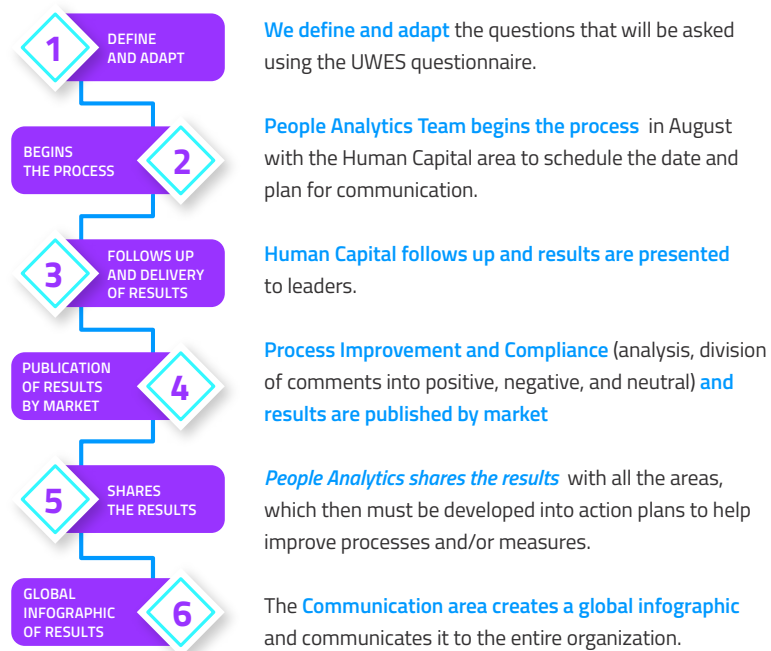 1
DEFINE
AND ADAPT
We define and adapt the questions that will be asked
using the UWES questionnaire.
BEGINS
THE PROCESS
2
People Analytics Team begins the process in August
with the Human Capital area to schedule the date and
plan for communication.
3
FOLLOWS UP
AND DELIVERY
OF RESULTS
Human Capital follows up and results are presented
to leaders.
PUBLICATION
OF RESULTS
BY MARKET
4
Process Improvement and Compliance (analysis, division
of comments into positive, negative, and neutral) and
results are published by market
5
SHARES
THE RESULTS
People Analytics shares the results with all the areas,
which then must be developed into action plans to help
improve processes and/or measures.
GLOBAL
INFOGRAPHIC
OF RESULTS
6
The Communication area creates a global infographic
and communicates it to the entire organization.